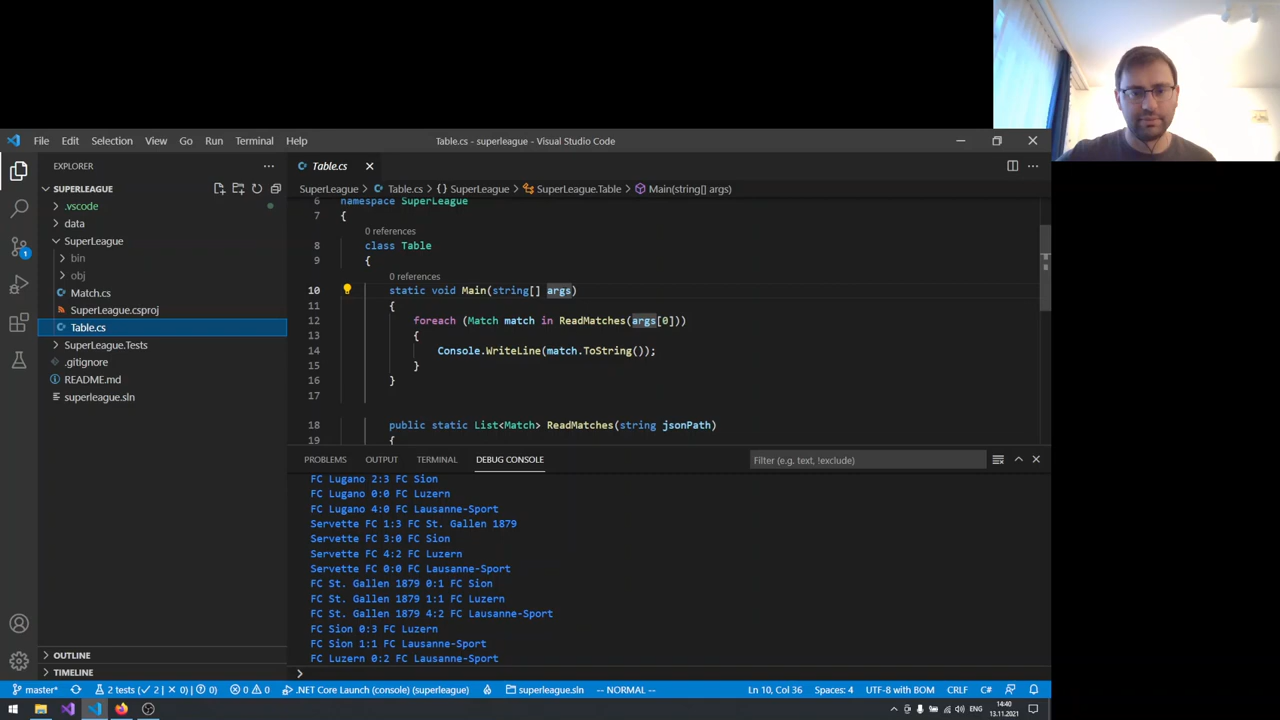 File Edit Selection View Go Run Terminal Help
Table.cs - superleague - Visual Studio Code
EXPLORER
SUPERLEAGUE
.vscode
data
SuperLeague
bin
obj
Match.cs
SuperLeague.csproj
Table.cs
SuperLeague.Tests
.gitignore
README.md
superleague.sln
OUTLINE
TIMELINE
1
Table.cs
SuperLeague > Table.cs > {} SuperLeague > SuperLeague.Table > Main(string[] args)
6 namespace SuperLeague
7 {
0 references
8 class Table
9 {
0 references
10 static void Main(string[] args)
11 {
12 foreach (Match match in ReadMatches(args[0]))
13 {
14 Console.WriteLine(match.ToString());
15 }
16 }
17
18 public static List<Match> ReadMatches(string jsonPath)
19 {
PROBLEMS OUTPUT TERMINAL DEBUG CONSOLE
Filter (e.g. text, !exclude)
FC Lugano 2:3 FC Sion
FC Lugano 0:0 FC Luzern
FC Lugano 4:0 FC Lausanne-Sport
Servette FC 1:3 FC St. Gallen 1879
Servette FC 3:0 FC Sion
Servette FC 4:2 FC Luzern
Servette FC 0:0 FC Lausanne-Sport
FC St. Gallen 1879 0:1 FC Sion
FC St. Gallen 1879 1:1 FC Luzern
FC St. Gallen 1879 4:2 FC Lausanne-Sport
FC Sion 0:3 FC Luzern
FC Sion 1:1 FC Lausanne-Sport
FC Luzern 0:2 FC Lausanne-Sport
master* 2 tests (✓ 2 | × 0) (0) 0 0 .NET Core Launch (console) (superleague) superleague.sln -- NORMAL -- Ln 10, Col 36 Spaces: 4 UTF-8 with BOM CRLF C#
ENG
14:40
13.11.2021